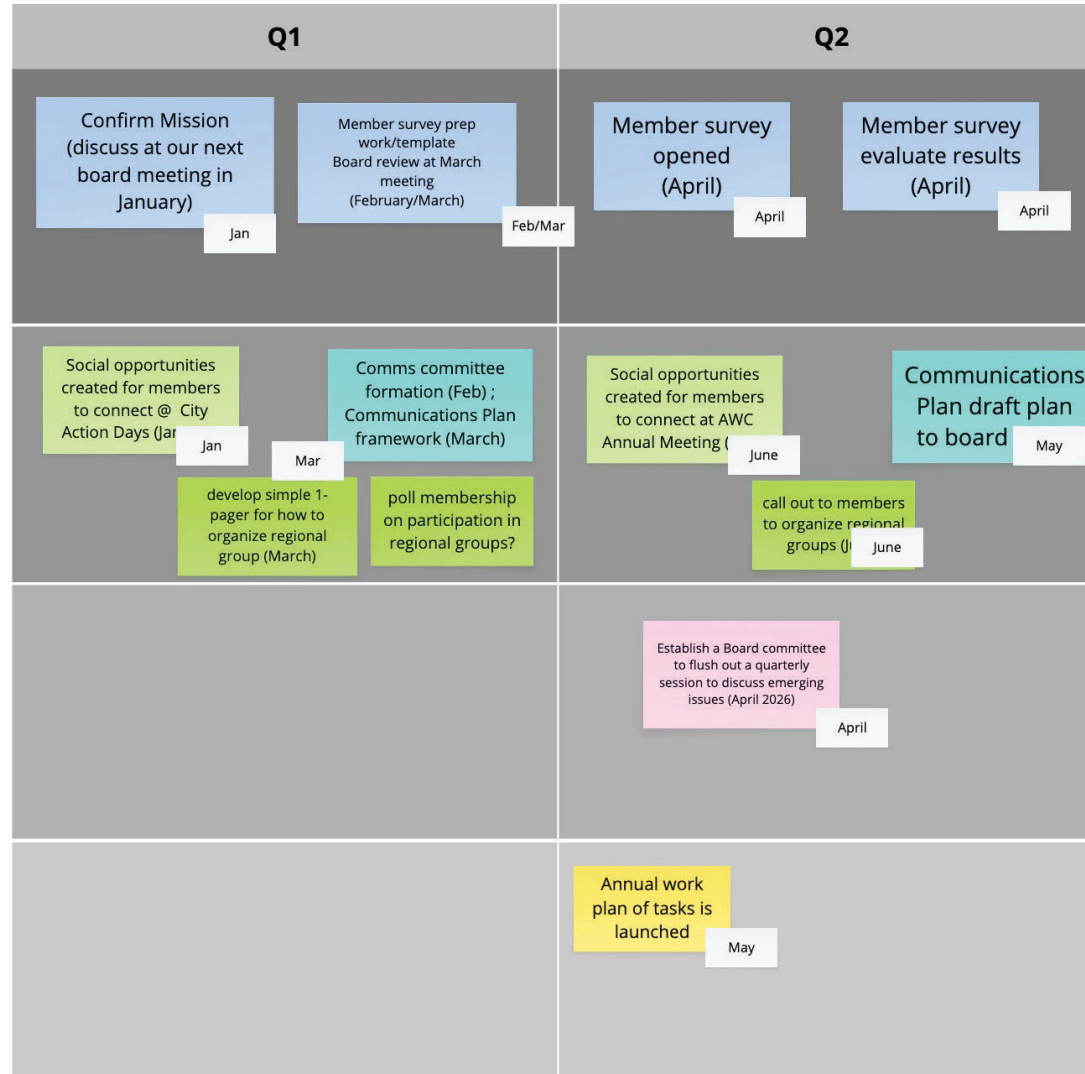 Q1
Q2
Confirm Mission
(discuss at our next
board meeting in
January)
Jan
Member survey prep
work/template
Board review at March
meeting
(February/March)
Feb/Mar
Member survey
opened
(April)
April
Member survey
evaluate results
(April)
April
Social opportunities
created for members
to connect @ City
Action Days (Jan
Jan
Comms committee
formation (Feb) ;
Communications Plan
framework (March)
Mar
develop simple 1-
pager for how to
organize regional
group (March)
poll membership
on participation in
regional groups?
Social opportunities
created for members
to connect at AWC
Annual Meeting (
June
Communications
Plan draft plan
to board
May
call out to members
to organize regional
groups (
June
Establish a Board committee
to flush out a quarterly
session to discuss emerging
issues (April 2026)
April
Annual work
plan of tasks is
launched
May